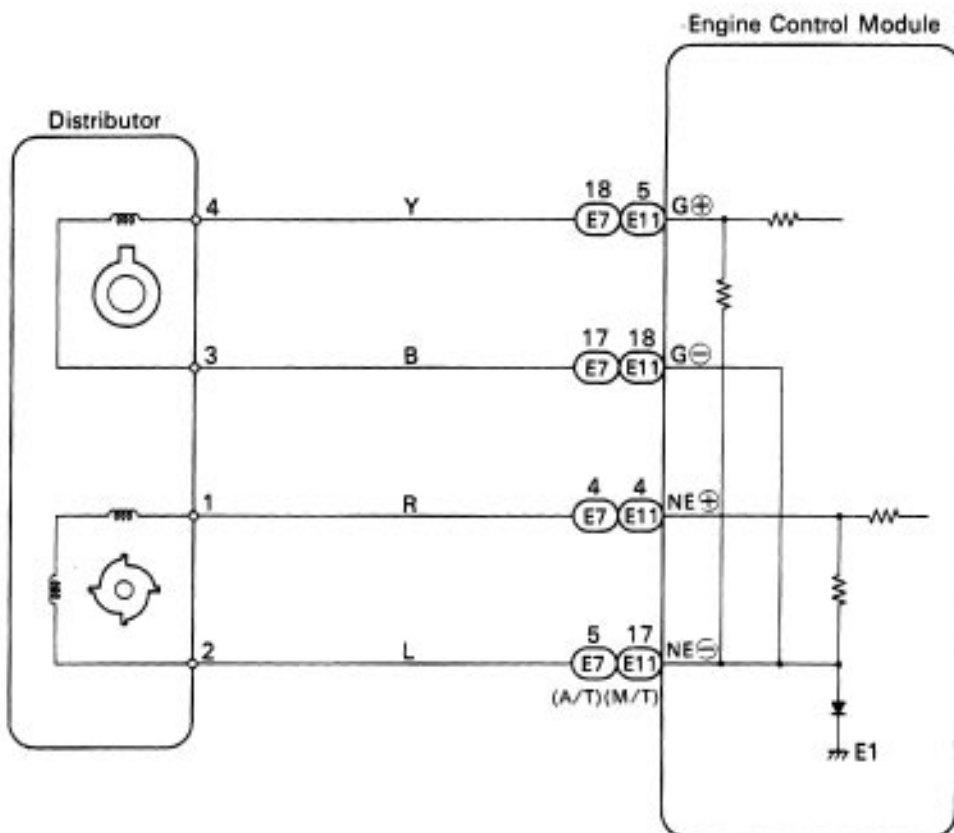 Engine Control Module
Distributor
4 Y 18 5 G⊕
E7 E11
3 B 17 18 G⊖
E7 E11
1 R 4 4 NE⊕
E7 E11
2 L 5 17 NE⊖
E7 E11
(A/T) (M/T)
E1